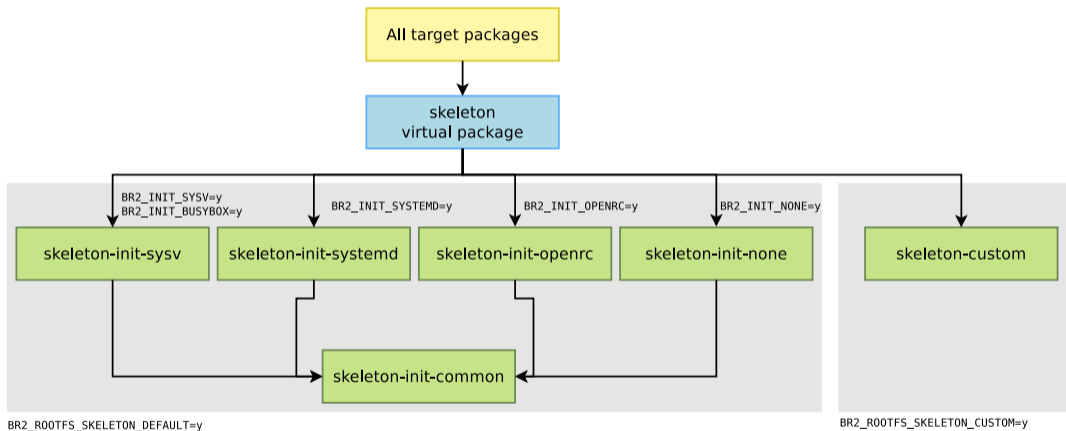 All target packages
skeleton
virtual package
BR2_INIT_SYSV=y
BR2_INIT_BUSYBOX=y
BR2_INIT_SYSTEMD=y
BR2_INIT_OPENRC=y
BR2_INIT_NONE=y
skeleton-init-sysv
skeleton-init-systemd
skeleton-init-openrc
skeleton-init-none
skeleton-custom
skeleton-init-common
BR2_ROOTFS_SKELETON_DEFAULT=y
BR2_ROOTFS_SKELETON_CUSTOM=y